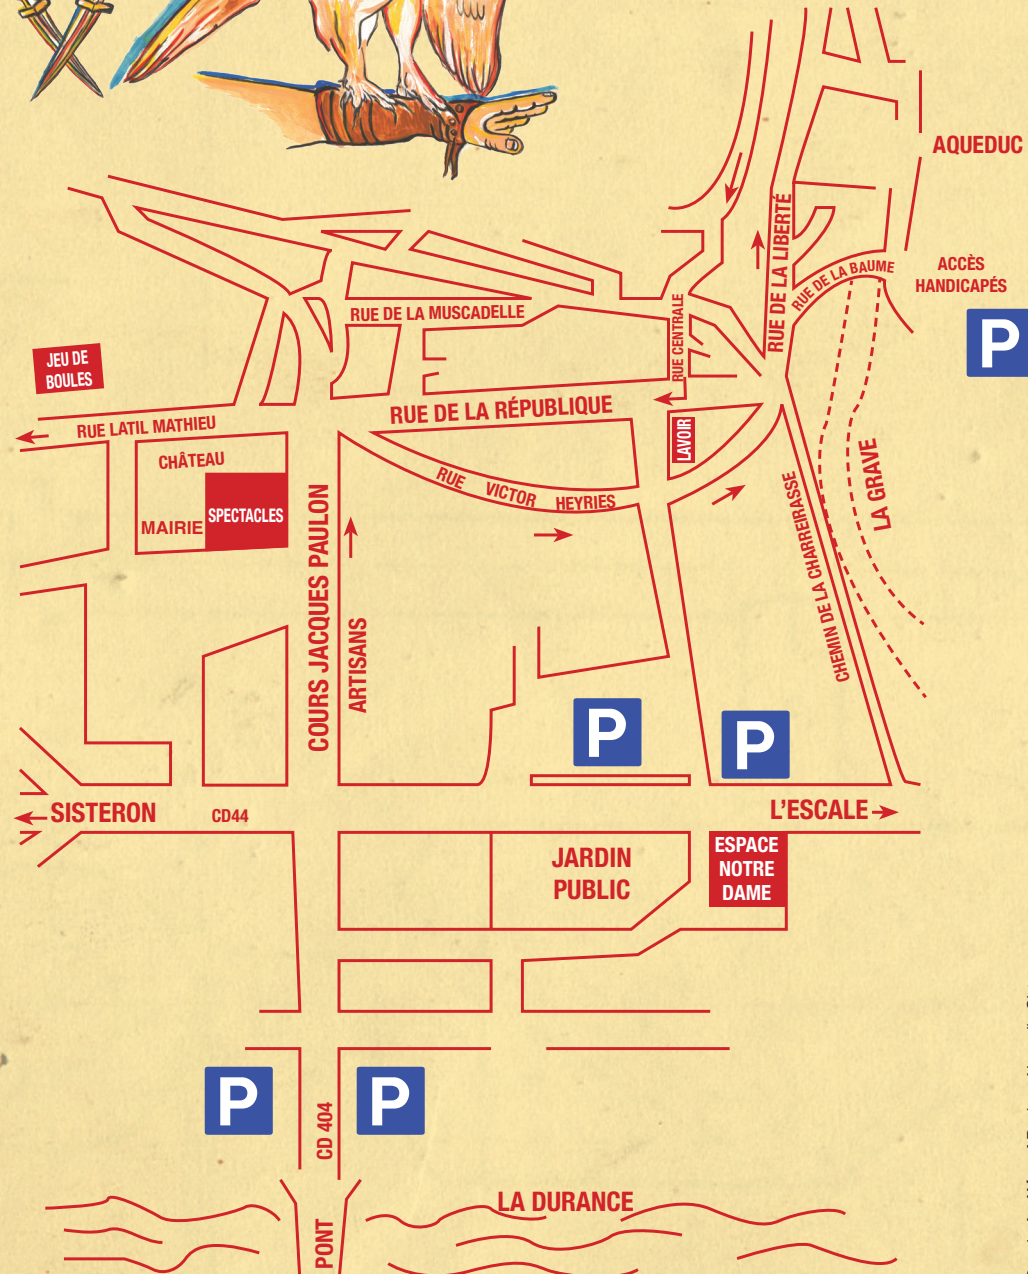 AQUEDUC
RUE DE LA LIBERTÉ
RUE DE LA BAUME
ACCÈS
HANDICAPÉS
P
RUE DE LA MUSCADELLE
RUE CENTRALE
JEU DE
BOULES
RUE DE LA RÉPUBLIQUE
RUE LATIL MATHIEU
LAVOIR
CHÂTEAU
RUE VICTOR HEYRIES
SPECTACLES
MAIRIE
LA GRAVE
COURS JACQUES PAULON
ARTISANS
CHEMIN DE LA CHARREIRASSE
P
P
SISTERON
CD44
L'ESCALE
JARDIN
PUBLIC
ESPACE
NOTRE
DAME
P
P
CD 404
LA DURANCE
PONT